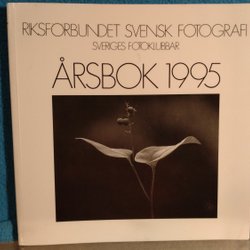 RIKSFÖRBUNDET SVENSK FOTOGRAFI
SVERIGES FOTOKLUBBAR
ÅRSBOK 1995